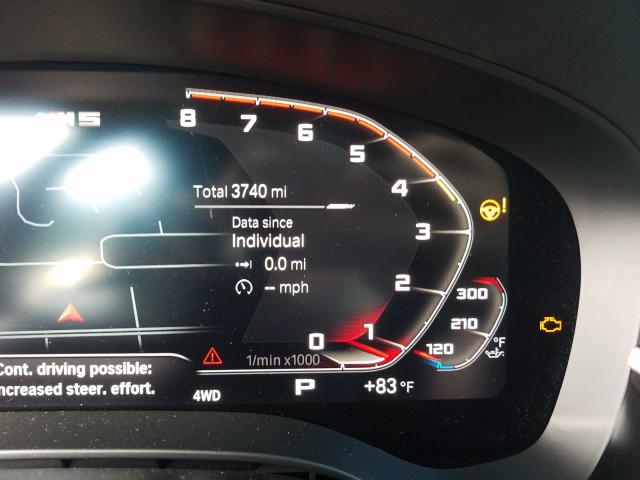 M5
8
7
6
5
4
3
2
1
0
Total 3740 mi
Data since
Individual
0.0 mi
-- mph
!
300
210
120
°F
1/min x1000
Cont. driving possible:
ncreased steer. effort.
4WD
P
+83 °F